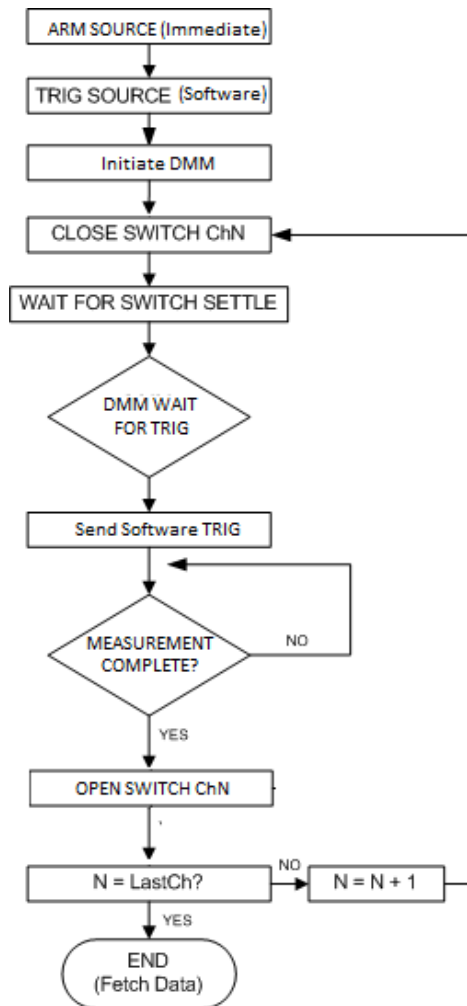 ARM SOURCE (Immediate)
TRIG SOURCE (Software)
Initiate DMM
CLOSE SWITCH ChN
WAIT FOR SWITCH SETTLE
DMM WAIT
FOR TRIG
Send Software TRIG
MEASUREMENT
COMPLETE?
NO
YES
OPEN SWITCH ChN
N = LastCh?
NO
N = N + 1
YES
END
(Fetch Data)